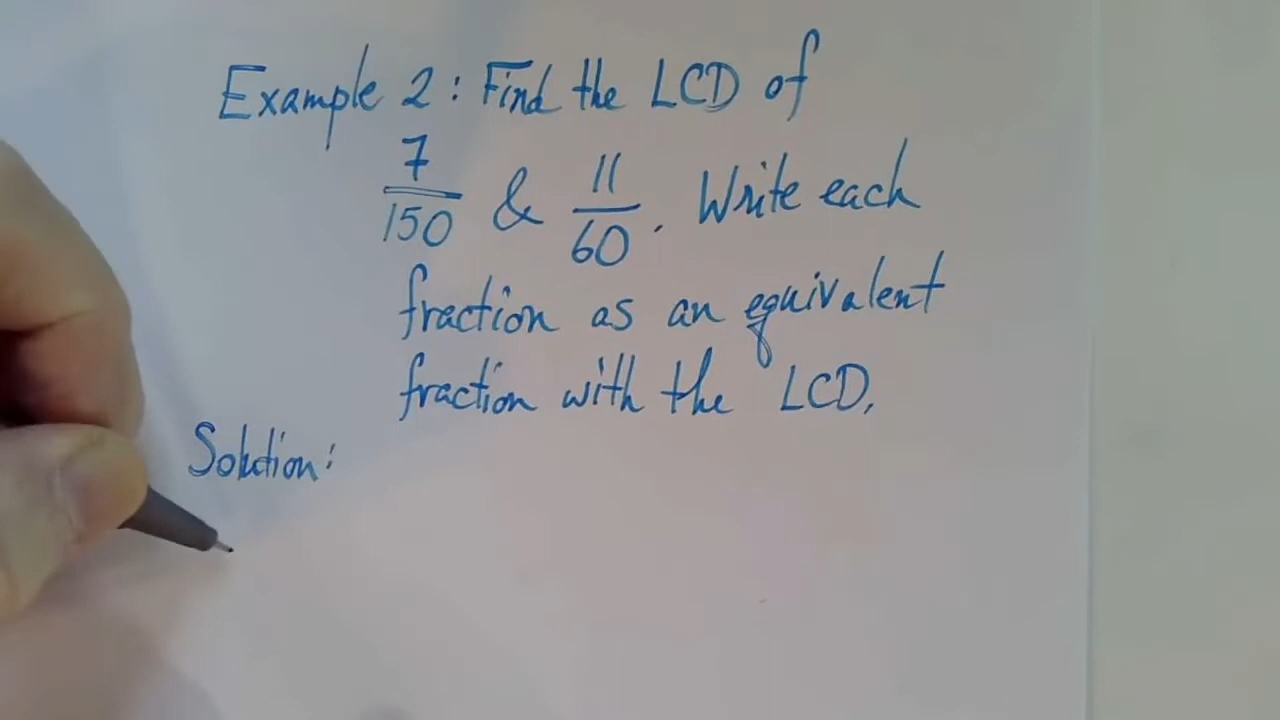 Example 2: Find the LCD of
7/150 & 11/60. Write each
fraction as an equivalent
fraction with the LCD.
Solution: